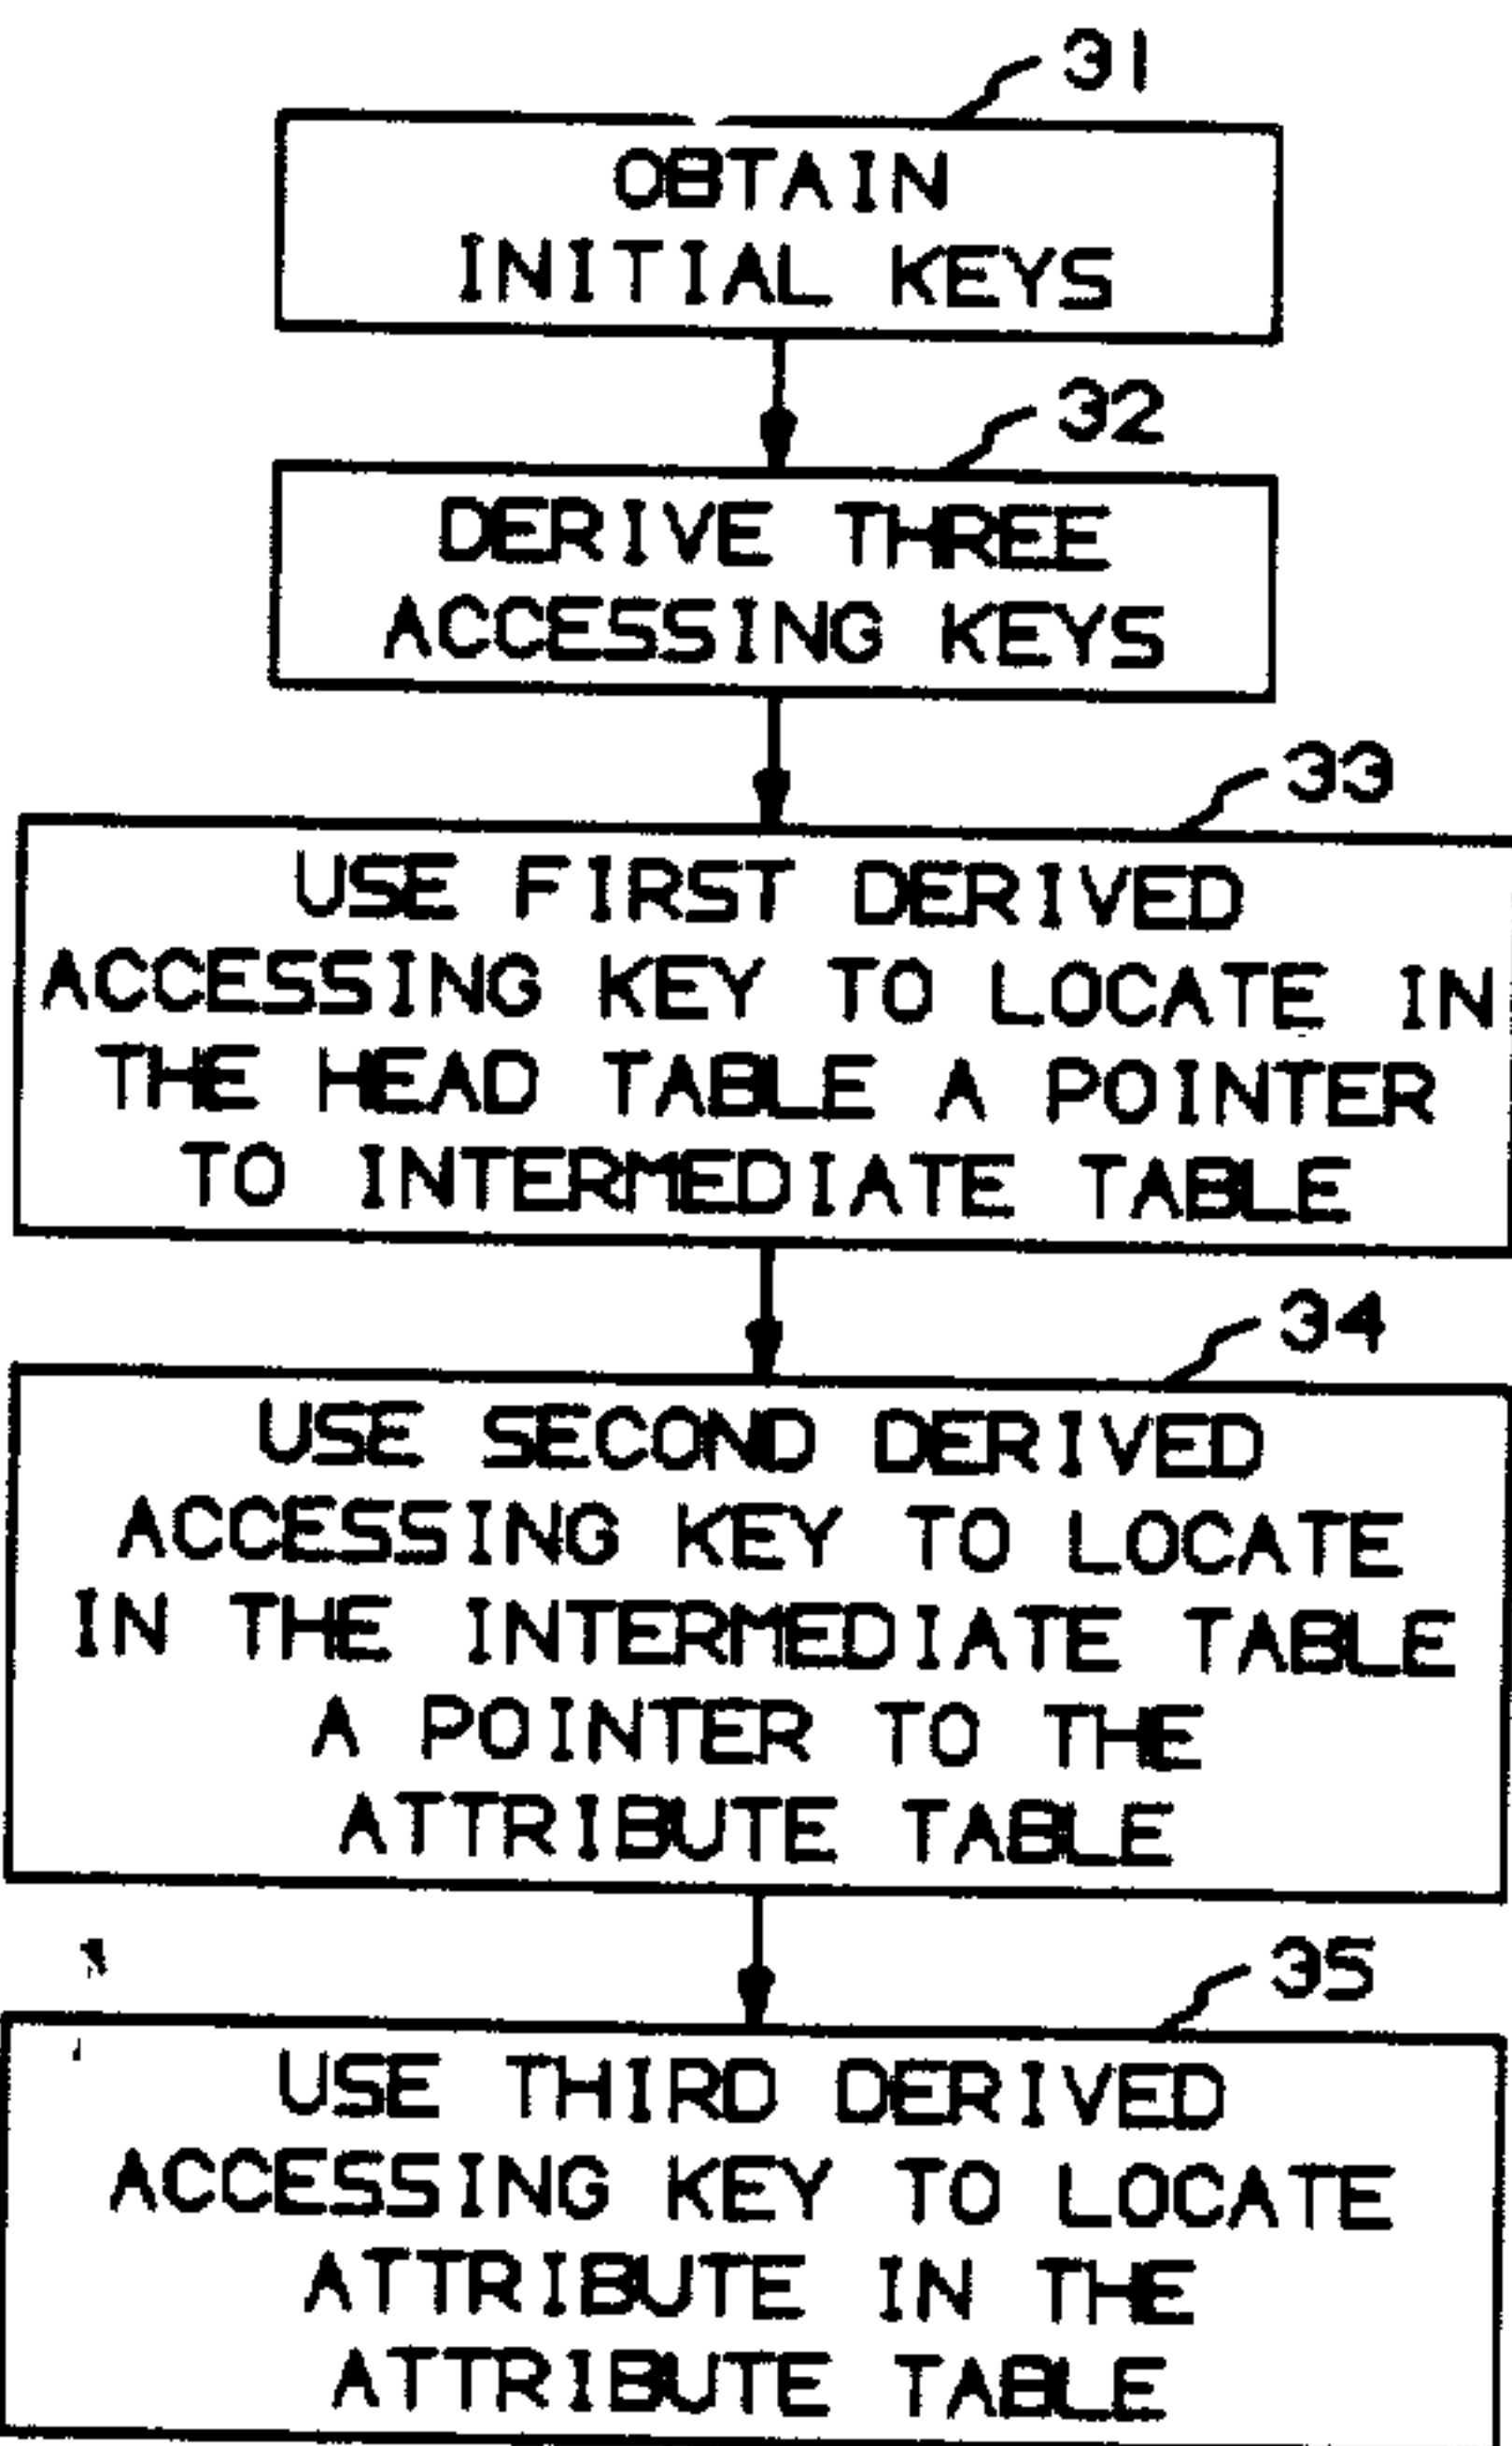 31
OBTAIN
INITIAL KEYS
32
DERIVE THREE
ACCESSING KEYS
33
USE FIRST DERIVED
ACCESSING KEY TO LOCATE IN
THE HEAD TABLE A POINTER
TO INTERMEDIATE TABLE
34
USE SECOND DERIVED
ACCESSING KEY TO LOCATE
IN THE INTERMEDIATE TABLE
A POINTER TO THE
ATTRIBUTE TABLE
35
USE THIRD DERIVED
ACCESSING KEY TO LOCATE
ATTRIBUTE IN THE
ATTRIBUTE TABLE